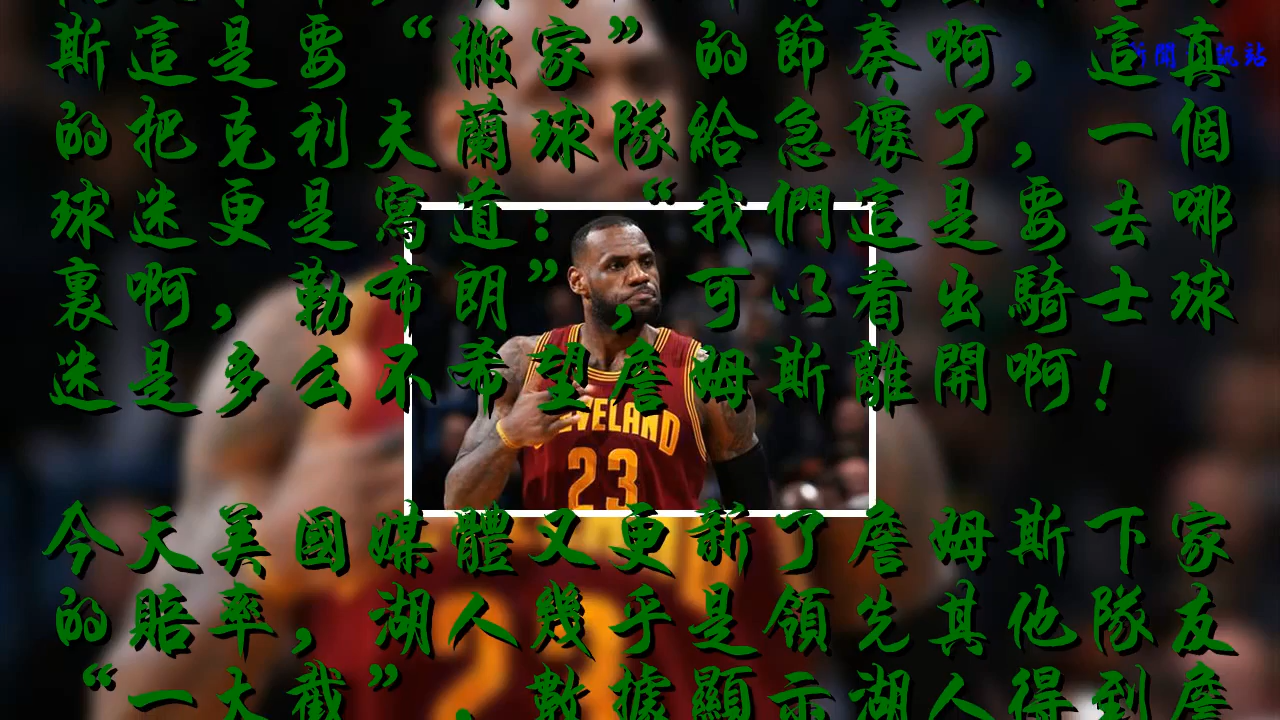 斯這是要“搬家”的節奏啊，這真
的把克利夫蘭球隊給急壞了，一個
球迷更是寫道：“我們這是要去哪
裏啊，勒布朗”，可以看出騎士球
迷是多么不希望詹姆斯離開啊！
CLEVELAND
23
今天美國媒體又更新了詹姆斯下家
的賠率，湖人幾乎是領先其他隊友
“一大截”，數據顯示湖人得到詹